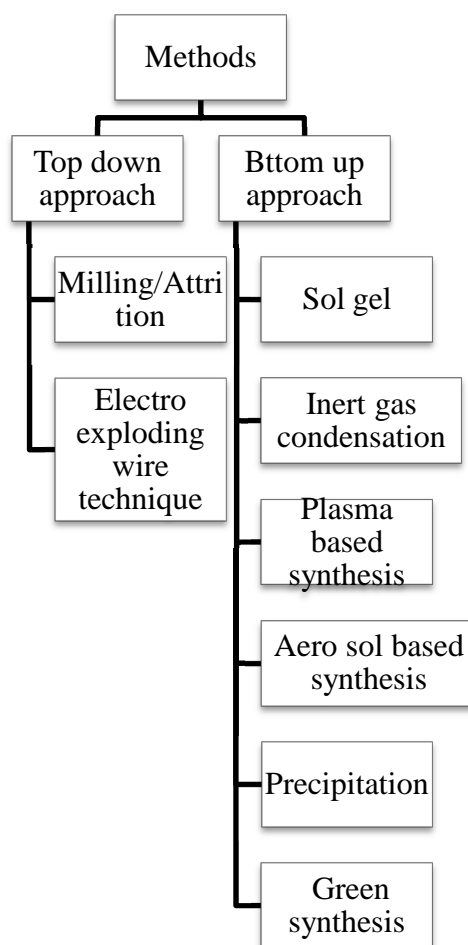 Methods
Top down
approach
Bttom up
approach
Milling/Attri
tion
Electro
exploding
wire
technique
Sol gel
Inert gas
condensation
Plasma
based
synthesis
Aero sol based
synthesis
Precipitation
Green
synthesis